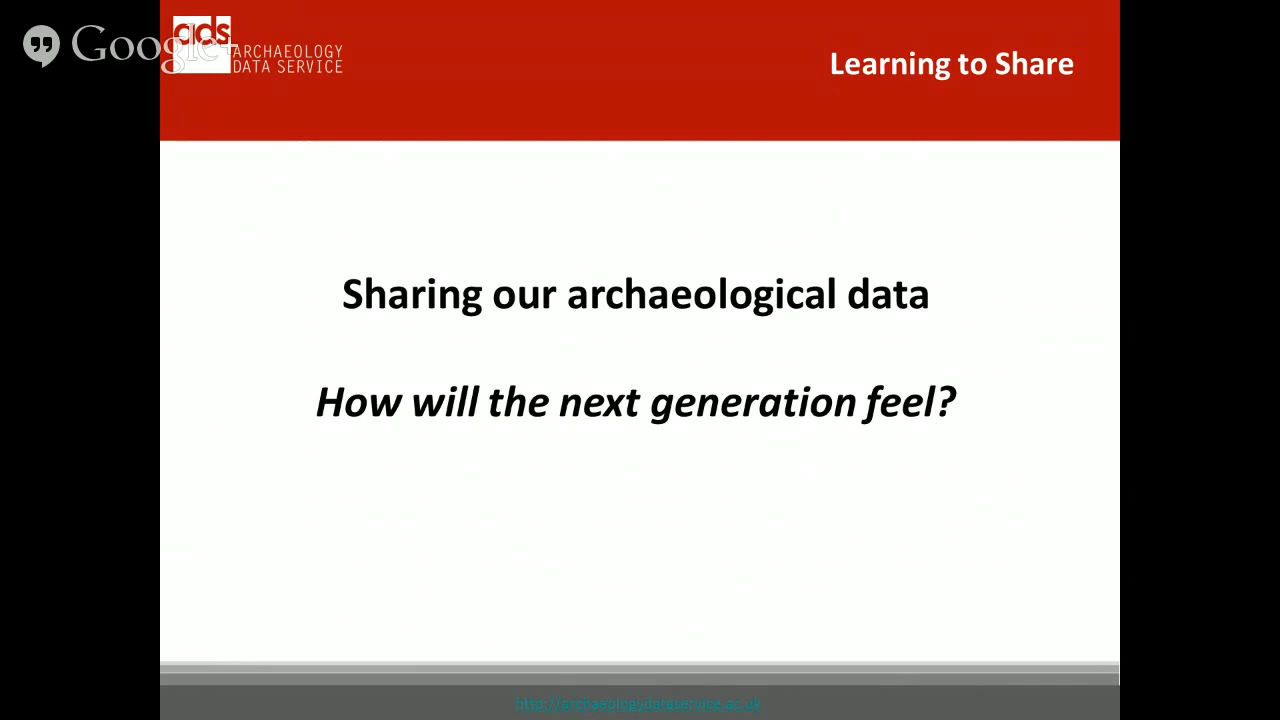 Google+
ads
ARCHAEOLOGY
DATA SERVICE
Learning to Share
Sharing our archaeological data
How will the next generation feel?
http://archaeologydataservice.ac.uk